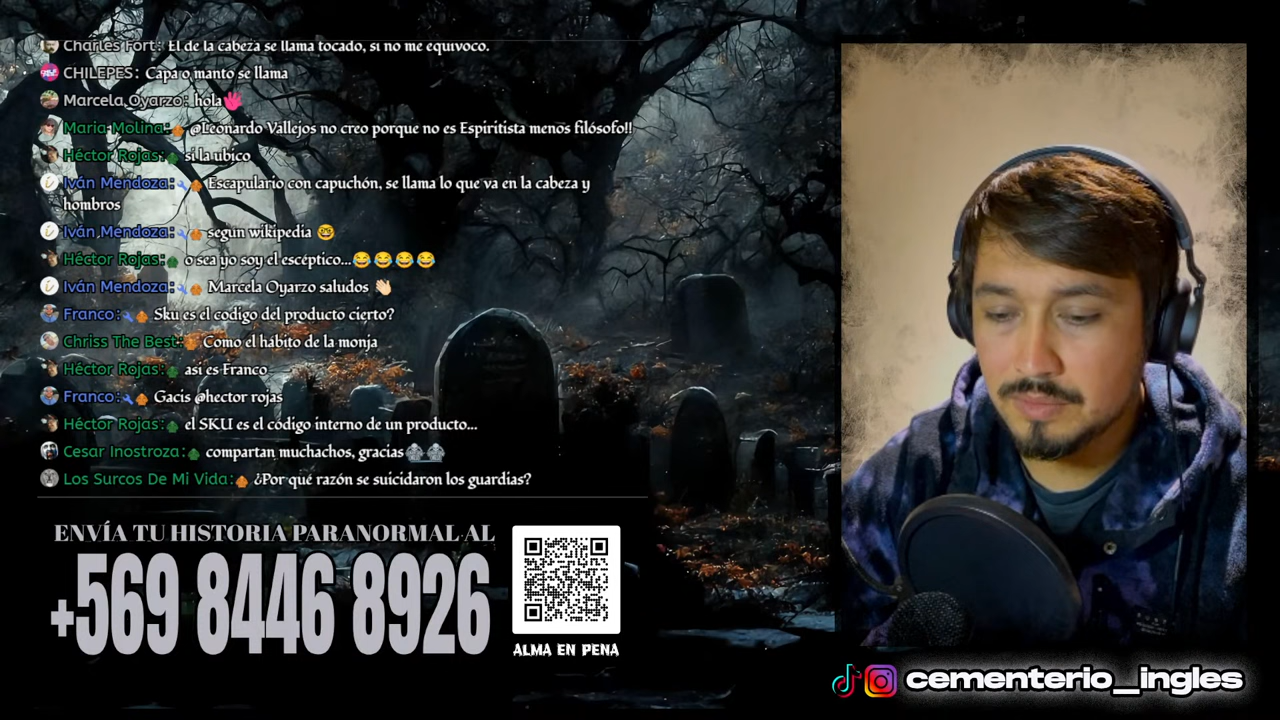 Charles Fort: El de la cabeza se llama tocado, si no me equivoco.
CHILEPES: Capa o manto se llama
Marcela Oyarzo: hola👋
Maria Molina: @Leonardo Vallejos no creo porque no es Espiritista menos filósofo!!
Héctor Rojas: si la ubico
Iván Mendoza: Escapulario con capuchón, se llama lo que va en la cabeza y
hombros
Iván Mendoza: según wikipedia 🤓
Héctor Rojas: o sea yo soy el escéptico...😂😂😂😂
Iván Mendoza: Marcela Oyarzo saludos 👋🏻
Franco: Sku es el codigo del producto cierto?
Chriss The Best: Como el hábito de la monja
Héctor Rojas: asi es Franco
Franco: Gacis @hector rojas
Héctor Rojas: el SKU es el código interno de un producto...
Cesar Inostroza: compartan muchachos, gracias
Los Surcos De Mi Vida: ¿Por qué razón se suicidaron los guardias?
ENVÍA TU HISTORIA PARANORMAL AL
+569 8446 8926
ALMA EN PENA
cementerio_ingles